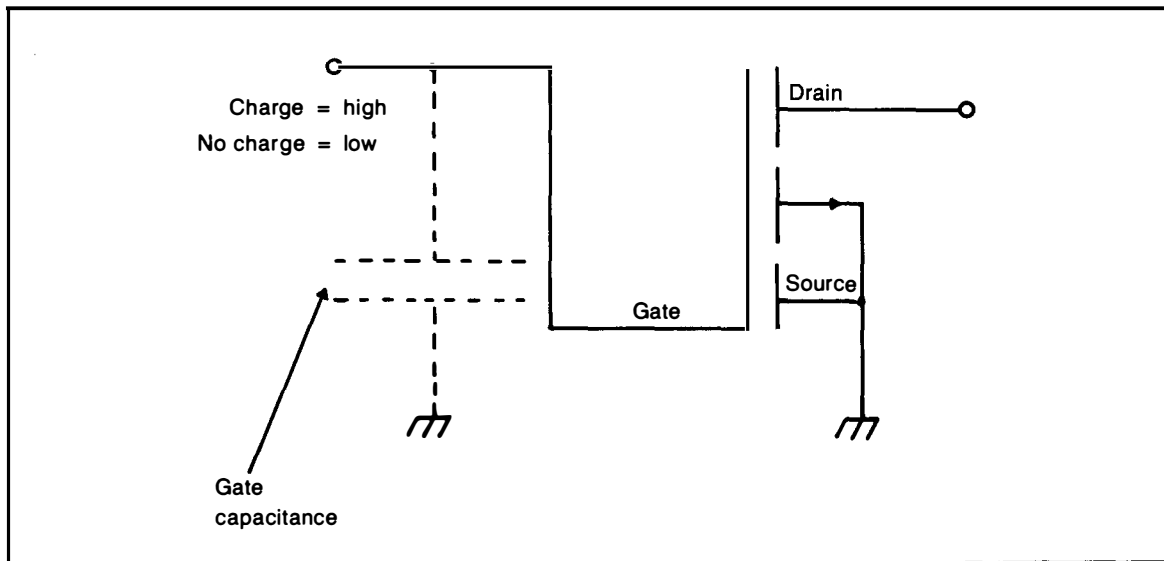 Charge = high
No charge = low
Drain
Source
Gate
Gate
capacitance